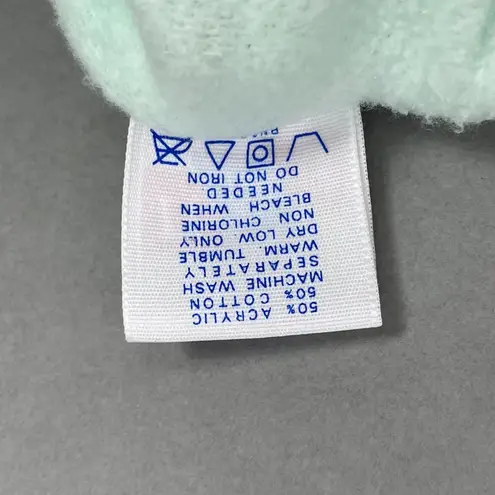 50% ACRYLIC
50% COTTON
MACHINE WASH
SEPARATELY
WARM. TUMBLE
DRY LOW ONLY
NON CHLORINE
BLEACH WHEN
NEEDED
DO NOT IRON